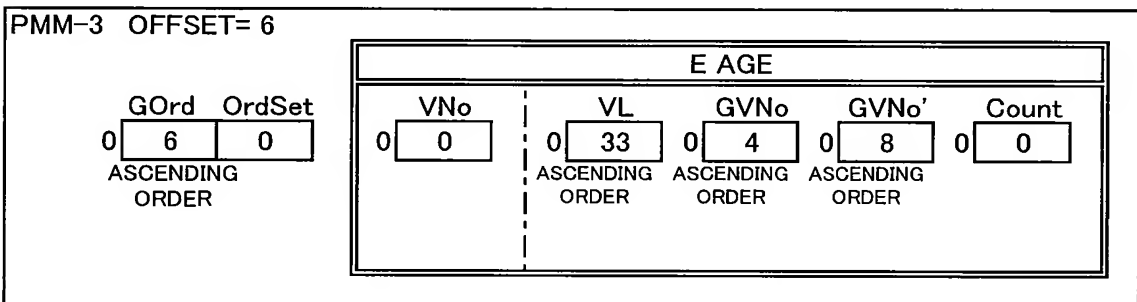 PMM-3 OFFSET= 6
E AGE
GOrd OrdSet VNo VL GVNo GVNo' Count
0 6 0 0 0 0 33 0 4 0 8 0 0
ASCENDING ASCENDING ASCENDING ASCENDING
ORDER ORDER ORDER ORDER